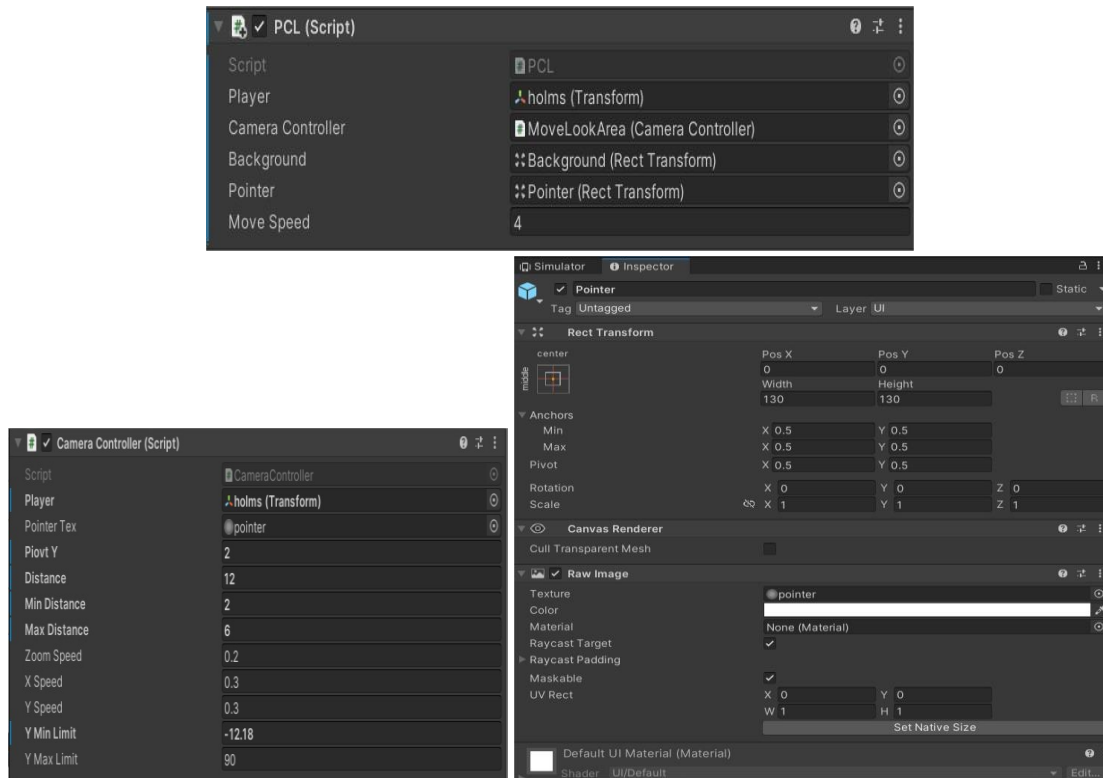 PCL (Script)
Script PCL
Player holms (Transform)
Camera Controller MoveLookArea (Camera Controller)
Background Background (Rect Transform)
Pointer Pointer (Rect Transform)
Move Speed 4
Simulator Inspector
Pointer Static
Tag Untagged Layer UI
Rect Transform
center Pos X Pos Y Pos Z
middle 0 0 0
Width Height
130 130 R
Anchors
Min X 0.5 Y 0.5
Max X 0.5 Y 0.5
Pivot X 0.5 Y 0.5
Rotation X 0 Y 0 Z 0
Scale X 1 Y 1 Z 1
Canvas Renderer
Cull Transparent Mesh
Raw Image
Texture pointer
Color
Material None (Material)
Raycast Target
Raycast Padding
Maskable
UV Rect X 0 Y 0
W 1 H 1
Set Native Size
Default UI Material (Material)
Shader UI/Default Edit...
Camera Controller (Script)
Script CameraController
Player holms (Transform)
Pointer Tex pointer
Piovt Y 2
Distance 12
Min Distance 2
Max Distance 6
Zoom Speed 0.2
X Speed 0.3
Y Speed 0.3
Y Min Limit -12.18
Y Max Limit 90